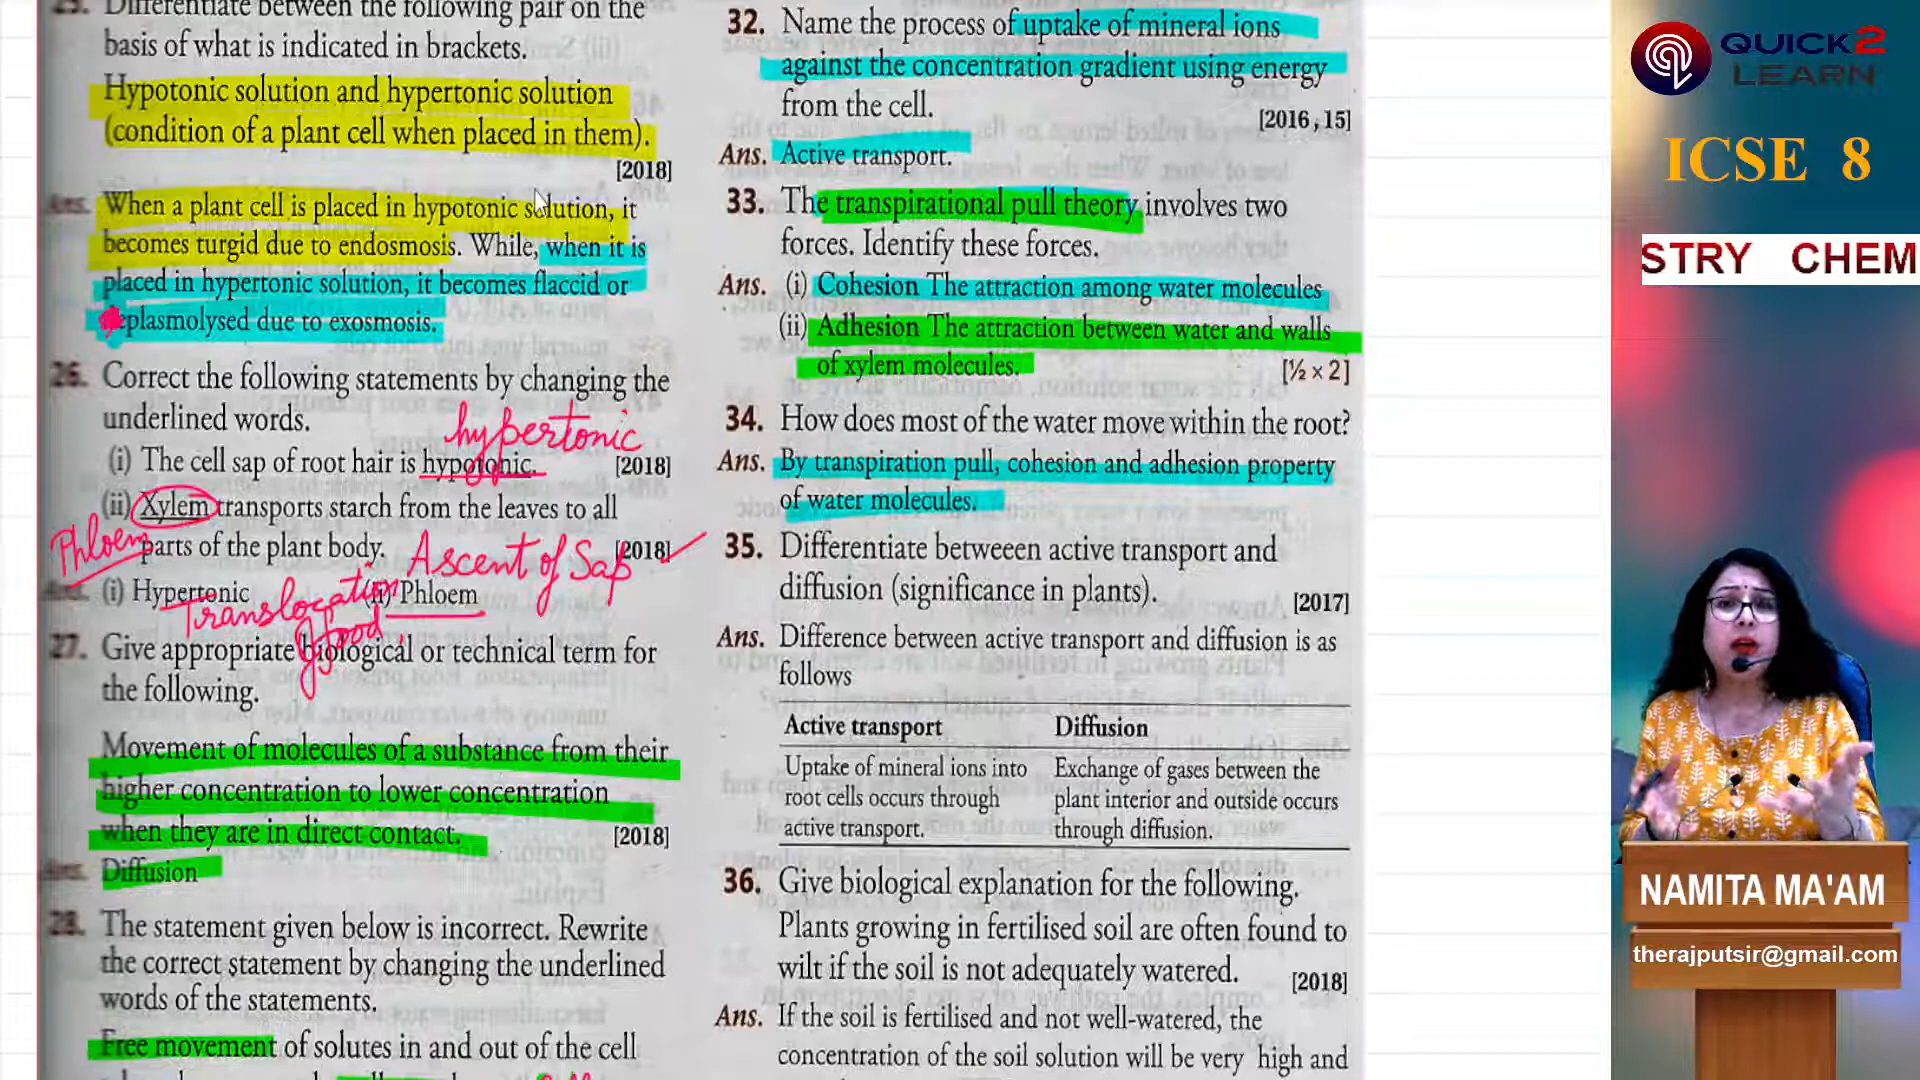 25. Differentiate between the following pair on the
basis of what is indicated in brackets.
Hypotonic solution and hypertonic solution
(condition of a plant cell when placed in them).
[2018]
Ans. When a plant cell is placed in hypotonic solution, it
becomes turgid due to endosmosis. While, when it is
placed in hypertonic solution, it becomes flaccid or
plasmolysed due to exosmosis.
26. Correct the following statements by changing the
underlined words.
hypertonic
(i) The cell sap of root hair is hypotonic. [2018]
(ii) Xylem transports starch from the leaves to all
Phloem
parts of the plant body. [2018]
Ascent of Sap
Ans. (i) Hypertonic (ii) Phloem
Translocation
of food
27. Give appropriate biological or technical term for
the following.
Movement of molecules of a substance from their
higher concentration to lower concentration
when they are in direct contact. [2018]
Ans. Diffusion
28. The statement given below is incorrect. Rewrite
the correct statement by changing the underlined
words of the statements.
Free movement of solutes in and out of the cell
32. Name the process of uptake of mineral ions
against the concentration gradient using energy
from the cell. [2016, 15]
Ans. Active transport.
33. The transpirational pull theory involves two
forces. Identify these forces.
Ans. (i) Cohesion The attraction among water molecules
(ii) Adhesion The attraction between water and walls
of xylem molecules. [½ × 2]
34. How does most of the water move within the root?
Ans. By transpiration pull, cohesion and adhesion property
of water molecules.
35. Differentiate betweeen active transport and
diffusion (significance in plants). [2017]
Ans. Difference between active transport and diffusion is as
follows
Active transport Diffusion
Uptake of mineral ions into Exchange of gases between the
root cells occurs through plant interior and outside occurs
active transport. through diffusion.
36. Give biological explanation for the following.
Plants growing in fertilised soil are often found to
wilt if the soil is not adequately watered. [2018]
Ans. If the soil is fertilised and not well-watered, the
concentration of the soil solution will be very high and
QUICK2
LEARN
ICSE 8
STRY CHEM
NAMITA MA'AM
therajputsir@gmail.com